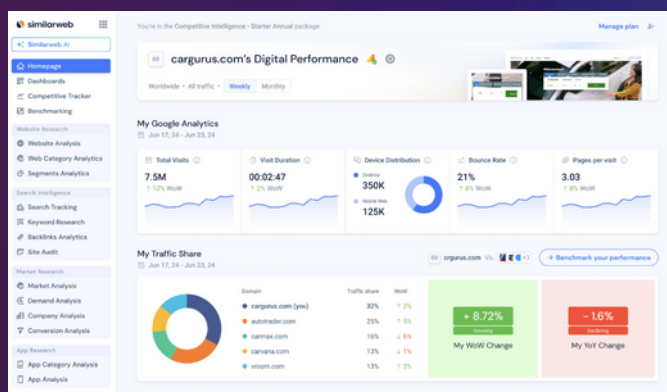 similarweb
You're in the Competitive Intelligence - Starter Annual package
Manage plan
Similarweb AI
Homepage
Dashboards
Competitive Tracker
Benchmarking
Website Research
Website Analysis
Web Category Analytics
Segments Analytics
Search Intelligence
Search Tracking
Keyword Research
Backlinks Analytics
Site Audit
Market Research
Market Analysis
Demand Analysis
Company Analysis
Conversion Analysis
App Research
App Category Analysis
App Analysis
cargurus.com's Digital Performance
Worldwide • All traffic • Weekly Monthly
My Google Analytics
Jun 17, 24 - Jun 23, 24
Total Visits
7.5M
↑ 12% WoW
Visit Duration
00:02:47
↑ 2% WoW
Device Distribution
Desktop
350K
Mobile Web
125K
Bounce Rate
21%
↑ 8% WoW
Pages per visit
3.03
↑ 8% WoW
My Traffic Share
Jun 17, 24 - Jun 23, 24
crgurus.com Vs. +3
→ Benchmark your performance
Domain Traffic share WoW
cargurus.com (you) 32% ↑ 2%
autotrader.com 25% ↑ 5%
carmax.com 16% ↓ 6%
carvana.com 13% ↓ 1%
vroom.com 13% ↑ 3%
+ 8.72%
Growing
My WoW Change
- 1.6%
Declining
My YoY Change